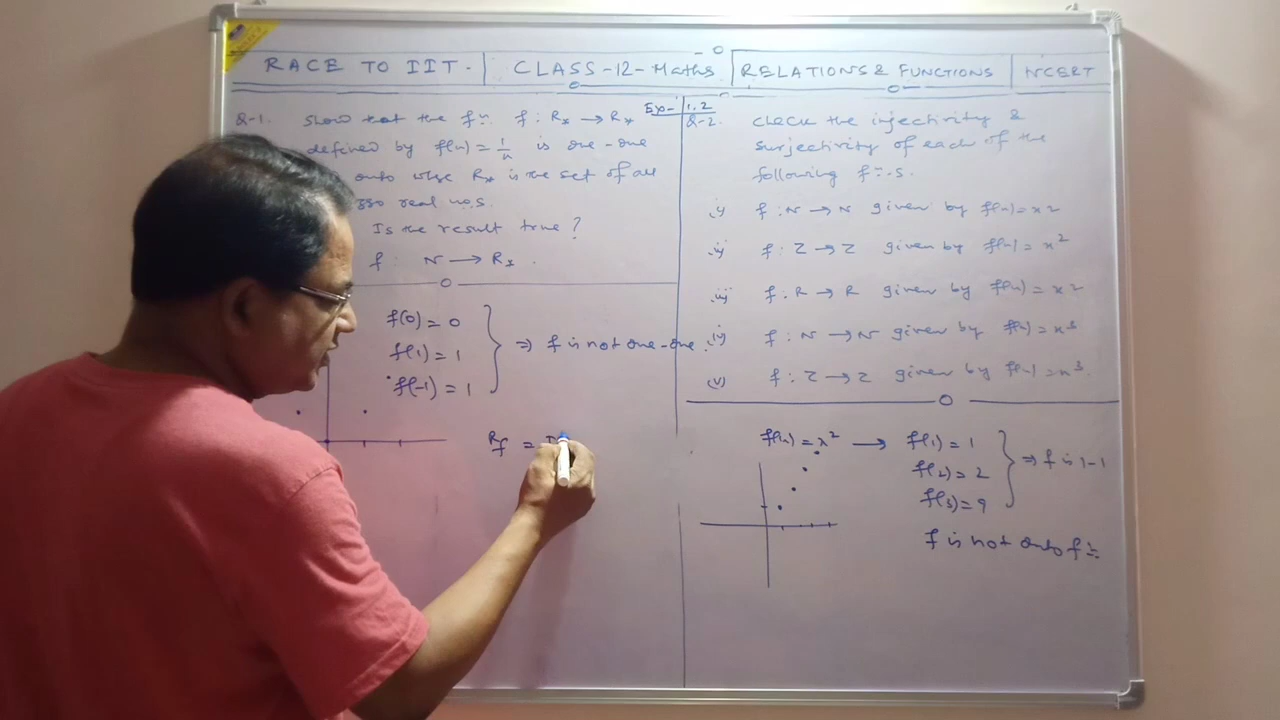 RACE TO IIT. CLASS-12-Maths RELATIONS & FUNCTIONS NCERT
Ex- 1.2
Q-1. Show that the fn. f : R* → R*
defined by f(x) = 1/x is one-one
onto where R* is the set of all
real no.s.
Is the result true?
f : N → R*.
f(0) = 0
f(1) = 1
f(-1) = 1
⇒ f is not one-one.
Rf =
Q-2. Check the injectivity &
surjectivity of each of the
following fn.s.
i) f : N → N given by f(x) = x2
ii) f : Z → Z given by f(x) = x2
iii) f : R → R given by f(x) = x2
iv) f : N → N given by f(x) = x3
(v) f : Z → Z given by f(x) = x3.
f(x) = x2 → f(1) = 1
f(2) = 2
f(3) = 9
⇒ f is 1-1
f is not onto fn